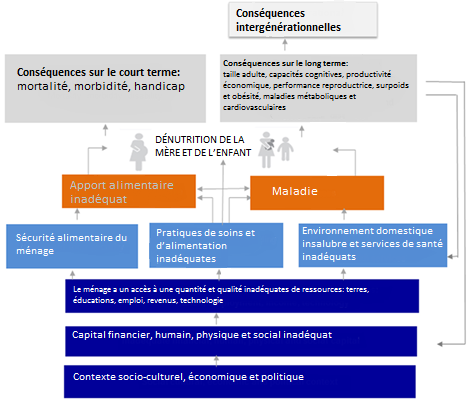 Conséquences
intergénérationnelles
Conséquences sur le court terme:
mortalité, morbidité, handicap
Conséquences sur le long terme:
taille adulte, capacités cognitives, productivité
économique, performance reproductrice, surpoids
et obésité, maladies métaboliques et
cardiovasculaires
DÉNUTRITION DE LA
MÈRE ET DE L'ENFANT
Apport alimentaire
inadéquat
Maladie
Sécurité alimentaire du
ménage
Pratiques de soins et
d'alimentation
inadéquates
Environnement domestique
insalubre et services de santé
inadéquats
Le ménage a un accès à une quantité et qualité inadéquates de ressources: terres,
éducations, emploi, revenus, technologie
Capital financier, humain, physique et social inadéquat
Contexte socio-culturel, économique et politique